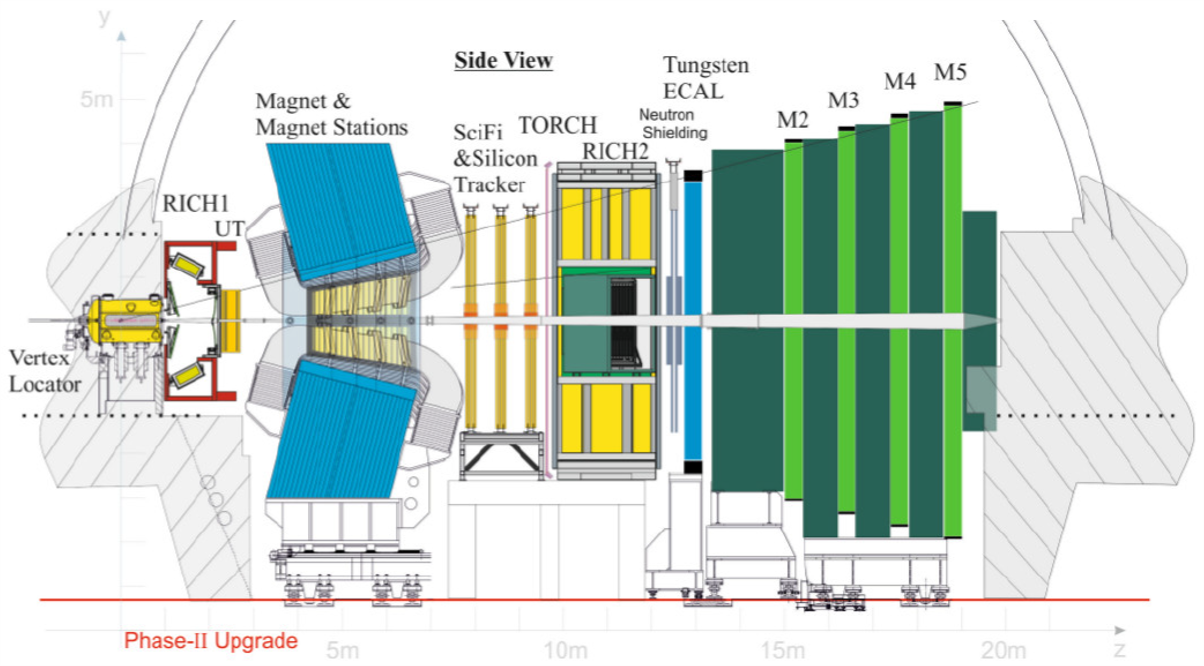 y
5m
Side View
Magnet &
Magnet Stations
SciFi
&Silicon
Tracker
TORCH
RICH2
Neutron
Shielding
Tungsten
ECAL
M2
M3
M4
M5
RICH1
UT
Vertex
Locator
Phase-II Upgrade
5m
10m
15m
20m
z